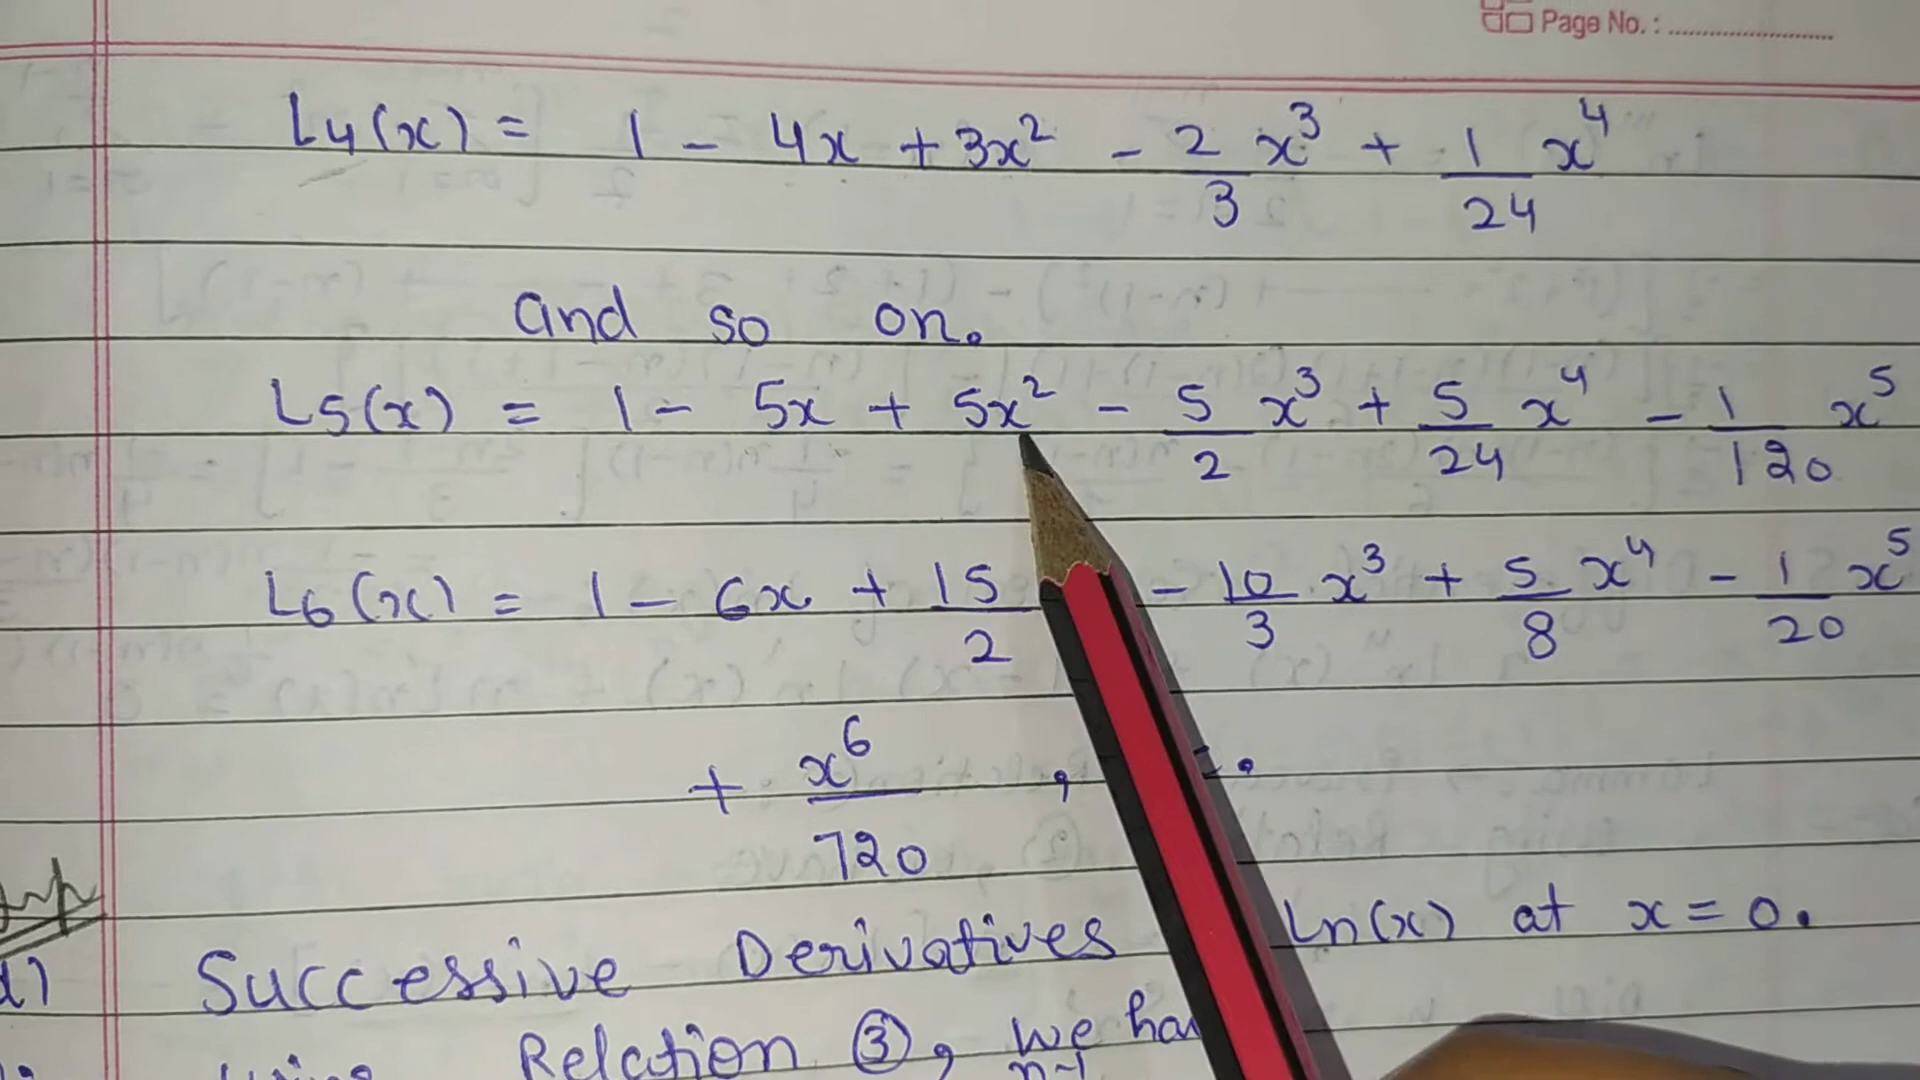 Page No. :
L4(x) = 1 - 4x + 3x² - 2/3 x³ + 1/24 x⁴
and so on.
L5(x) = 1 - 5x + 5x² - 5/2 x³ + 5/24 x⁴ - 1/120 x⁵
L6(x) = 1 - 6x + 15/2 - 10/3 x³ + 5/8 x⁴ - 1/20 x⁵
+ x⁶/720 ,
Successive Derivatives Ln(x) at x = 0.
Relation ③, we
n-1